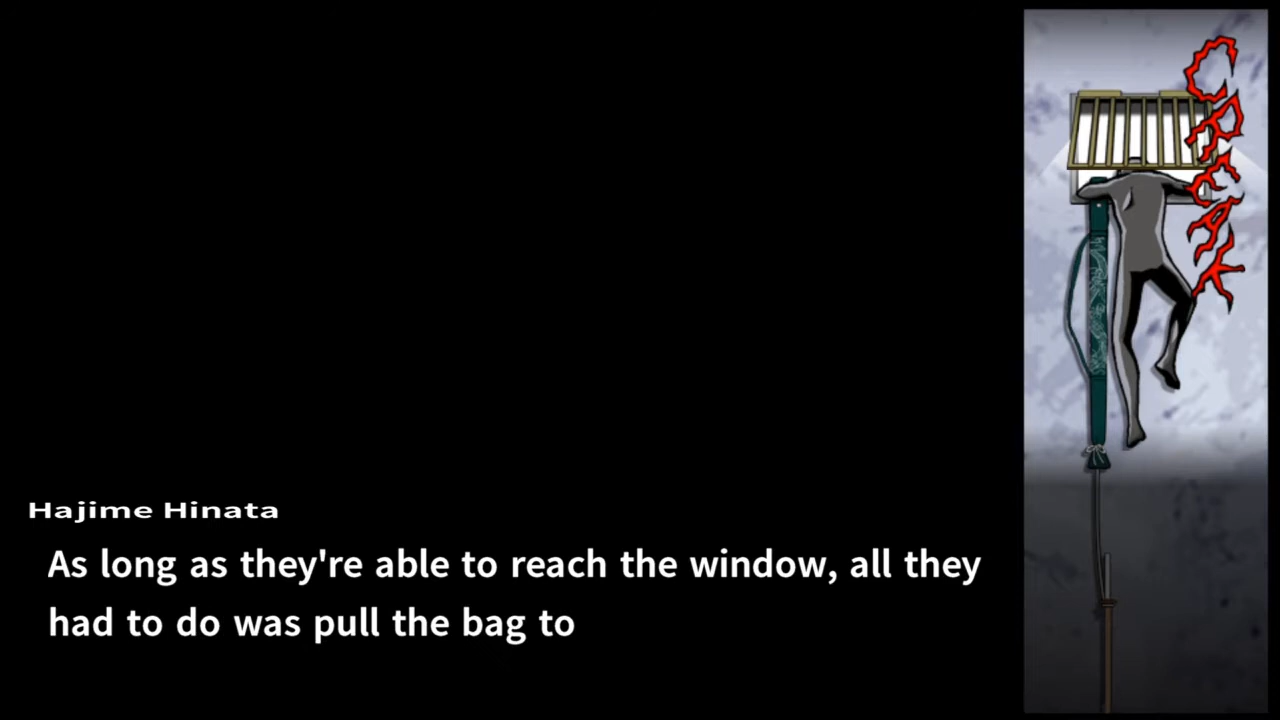 CREAK
Hajime Hinata
As long as they're able to reach the window, all they
had to do was pull the bag to